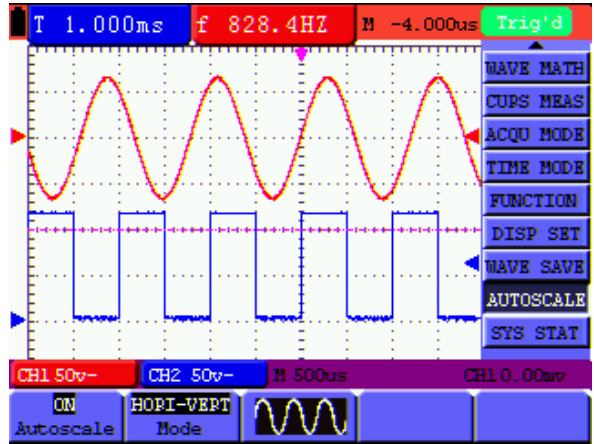 T 1.000ms f 828.4HZ M -4.000us Trig'd
WAVE MATH
CUPS MEAS
ACQU MODE
TIME MODE
FUNCTION
DISP SET
WAVE SAVE
AUTOSCALE
SYS STAT
CH1 50v- CH2 50v- M 500us CH1 0.00mv
ON HORI-VERT
Autoscale Mode